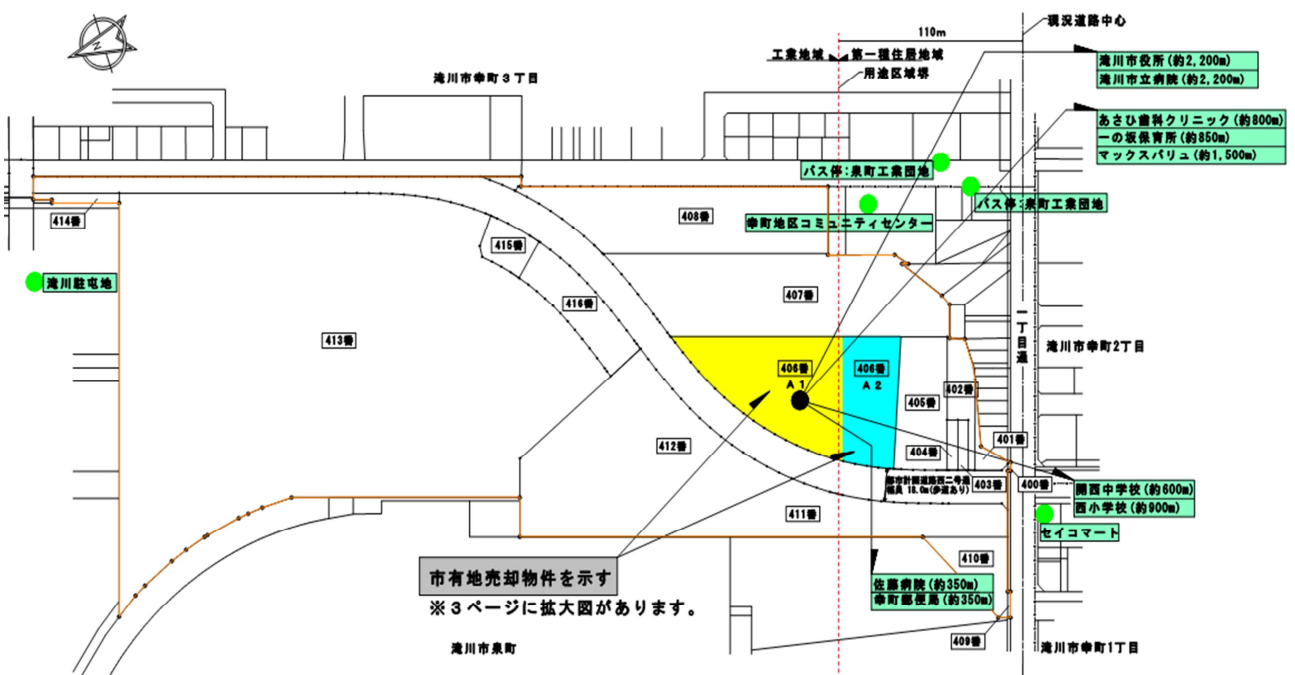 N
現況道路中心
110m
工業地域
第一種住居地域
用途区域堺
滝川市幸町3丁目
滝川市役所(約2,200m)
滝川市立病院(約2,200m)
あさひ歯科クリニック(約800m)
一の坂保育所(約850m)
マックスバリュ(約1,500m)
バス停:泉町工業団地
バス停:泉町工業団地
幸町地区コミュニティセンター
408番
414番
415番
滝川駐屯地
416番
407番
413番
一丁目通
滝川市幸町2丁目
406番
A1
406番
A2
405番
402番
412番
404番
401番
都市計画道路西二号通
幅員 18.0m(歩道あり)
403番
400番
開西中学校(約600m)
西小学校(約900m)
411番
セイコマート
410番
市有地売却物件を示す
※3ページに拡大図があります。
佐藤病院(約350m)
幸町郵便局(約350m)
409番
滝川市泉町
滝川市幸町1丁目